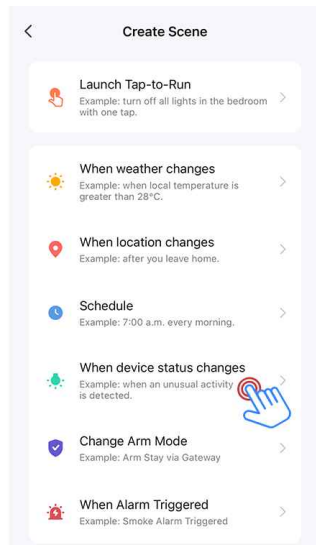 Create Scene
Launch Tap-to-Run
Example: turn off all lights in the bedroom
with one tap.
When weather changes
Example: when local temperature is
greater than 28°C.
When location changes
Example: after you leave home.
Schedule
Example: 7:00 a.m. every morning.
When device status changes
Example: when an unusual activity
is detected.
Change Arm Mode
Example: Arm Stay via Gateway
When Alarm Triggered
Example: Smoke Alarm Triggered